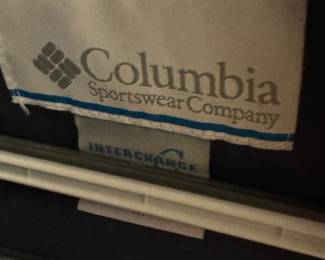 Columbia
Sportswear Company
INTERCHANGE